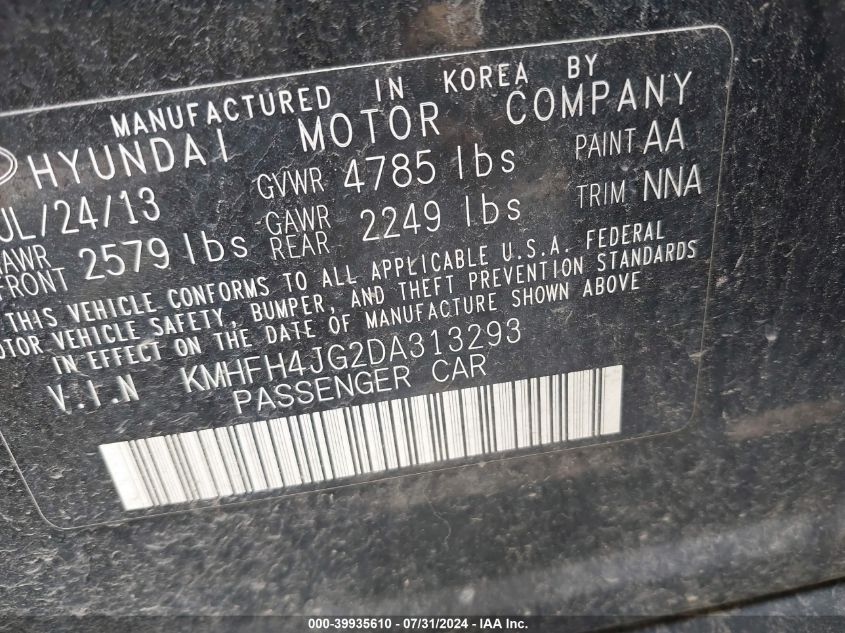 MANUFACTURED IN KOREA BY
HYUNDAI MOTOR COMPANY
JL/24/13 GVWR 4785 lbs PAINT AA
AWR FRONT 2579 lbs GAWR REAR 2249 lbs TRIM NNA
THIS VEHICLE CONFORMS TO ALL APPLICABLE U.S.A. FEDERAL
OTOR VEHICLE SAFETY, BUMPER, AND THEFT PREVENTION STANDARDS
IN EFFECT ON THE DATE OF MANUFACTURE SHOWN ABOVE
V.I.N KMHFH4JG2DA313293
PASSENGER CAR
000-39935610 - 07/31/2024 - IAA Inc.